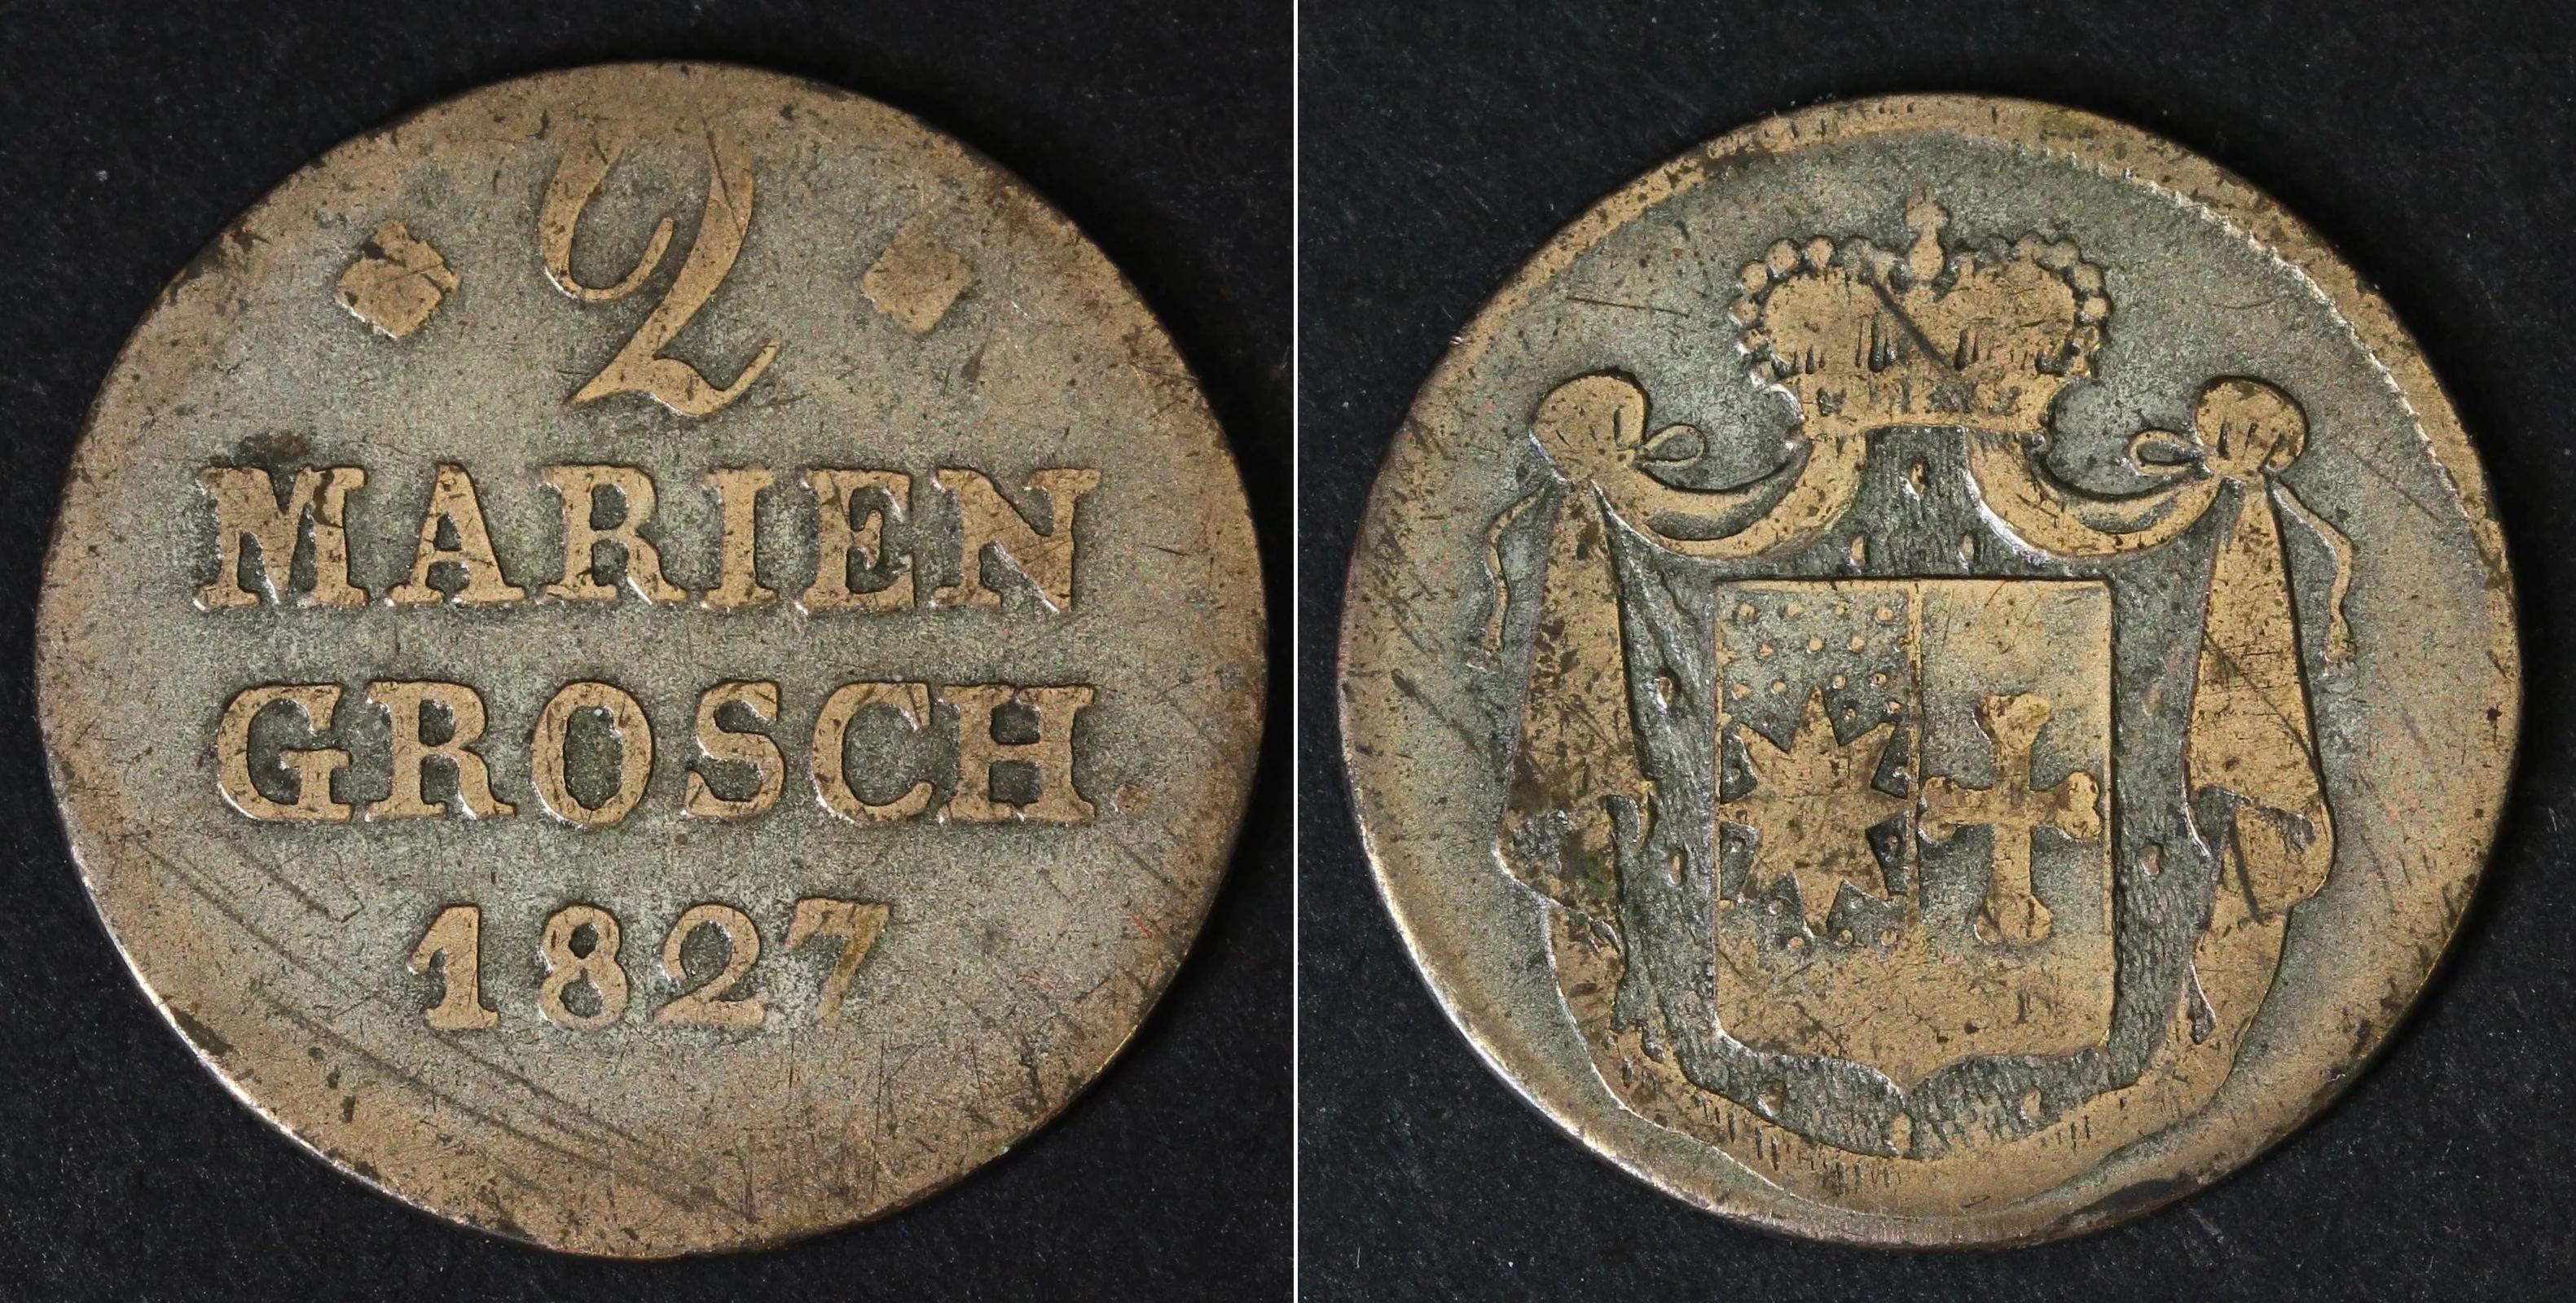 2
MARIEN
GROSCH.
1827